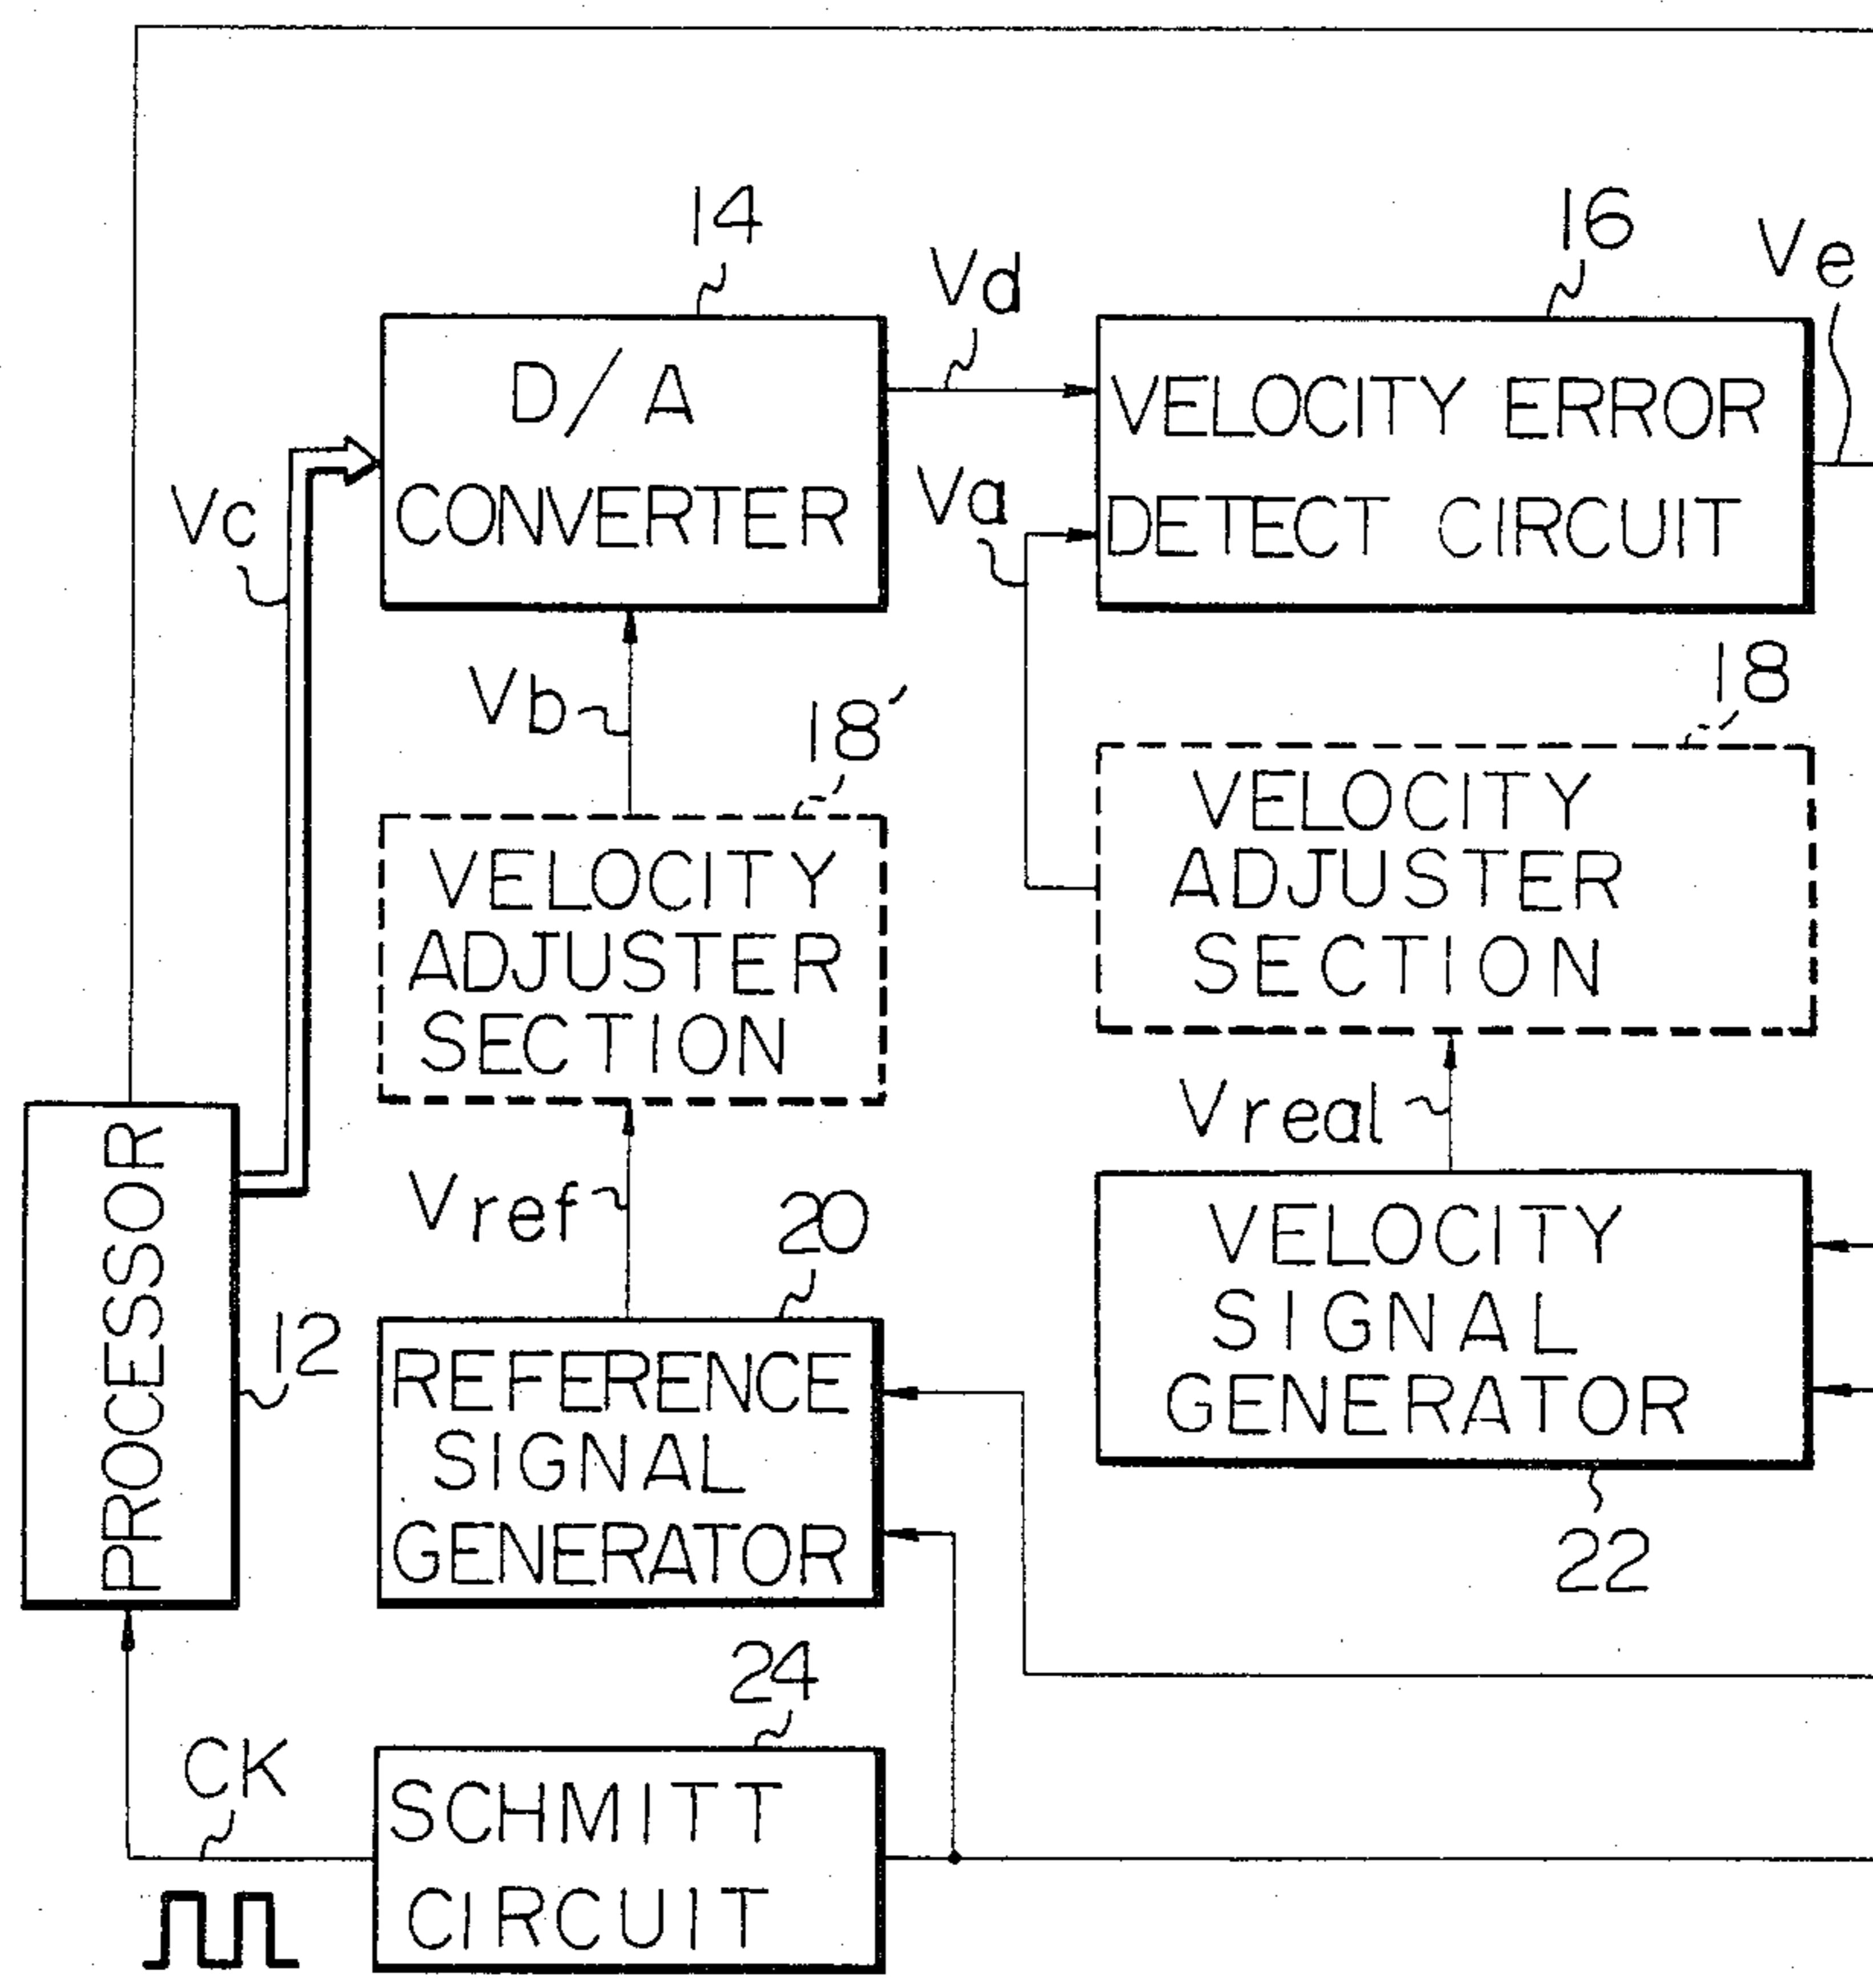 14
16
Ve
Vd
D/A
CONVERTER
VELOCITY ERROR
DETECT CIRCUIT
Vc
Va
Vb
18'
18
VELOCITY
ADJUSTER
SECTION
VELOCITY
ADJUSTER
SECTION
Vreal
Vref
20
PROCESSOR
12
REFERENCE
SIGNAL
GENERATOR
VELOCITY
SIGNAL
GENERATOR
22
24
CK
SCHMITT
CIRCUIT